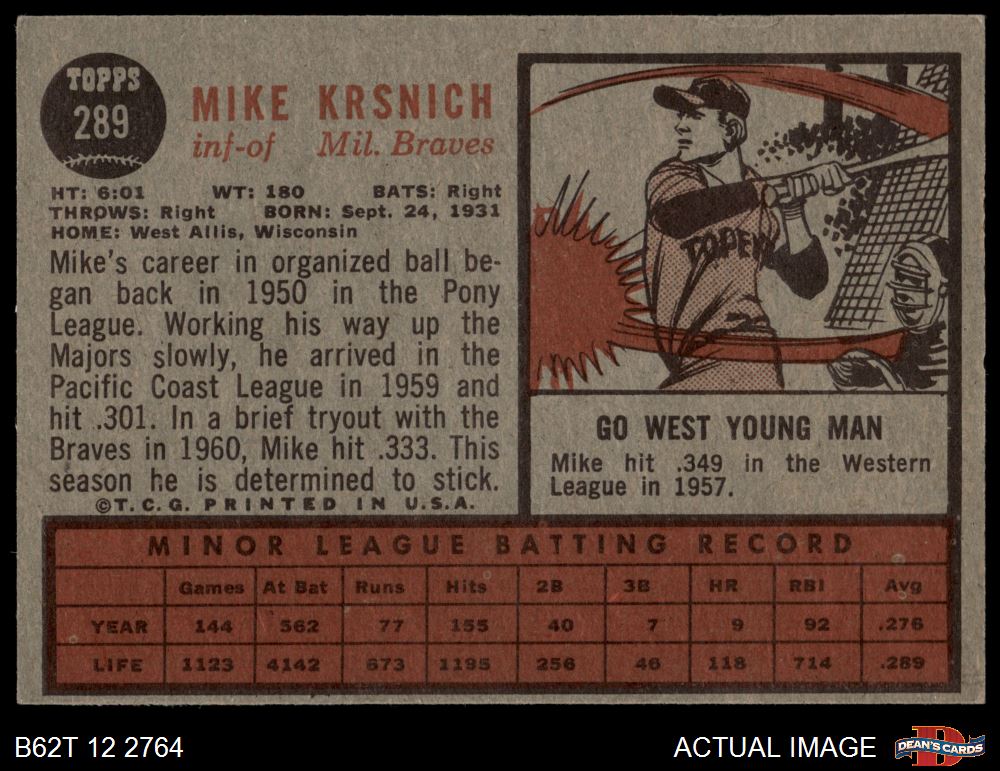 TOPPS
289
MIKE KRSNICH
inf-of Mil. Braves
HT: 6:01 WT: 180 BATS: Right
THROWS: Right BORN: Sept. 24, 1931
HOME: West Allis, Wisconsin
Mike's career in organized ball be-
gan back in 1950 in the Pony
League. Working his way up the
Majors slowly, he arrived in the
Pacific Coast League in 1959 and
hit .301. In a brief tryout with the
Braves in 1960, Mike hit .333. This
season he is determined to stick.
©T.C.G. PRINTED IN U.S.A.
TOPEK
GO WEST YOUNG MAN
Mike hit .349 in the Western
League in 1957.
MINOR LEAGUE BATTING RECORD
Games At Bat Runs Hits 2B 3B HR RBI Avg
YEAR 144 562 77 155 40 7 9 92 .276
LIFE 1123 4142 673 1195 256 46 118 714 .289
B62T 12 2764
ACTUAL IMAGE
DEAN'S CARDS